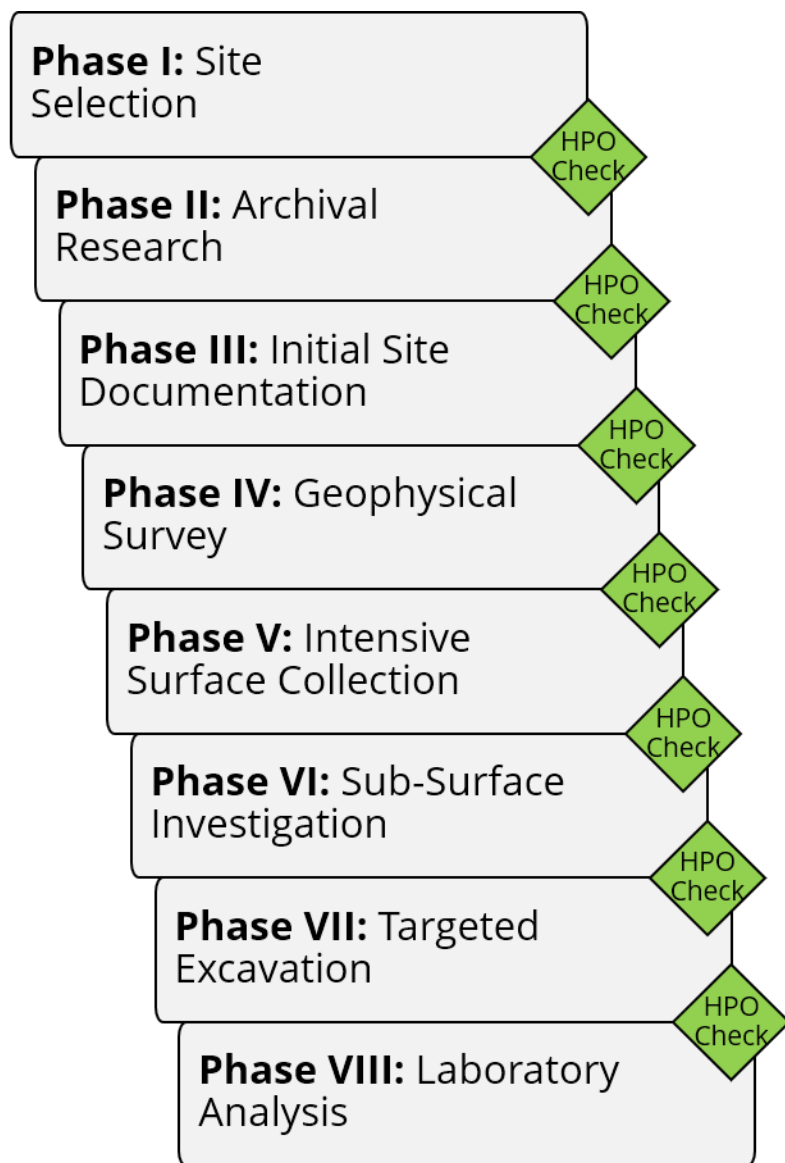 Phase I: Site
Selection
HPO
Check
Phase II: Archival
Research
HPO
Check
Phase III: Initial Site
Documentation
HPO
Check
Phase IV: Geophysical
Survey
HPO
Check
Phase V: Intensive
Surface Collection
HPO
Check
Phase VI: Sub-Surface
Investigation
HPO
Check
Phase VII: Targeted
Excavation
HPO
Check
Phase VIII: Laboratory
Analysis